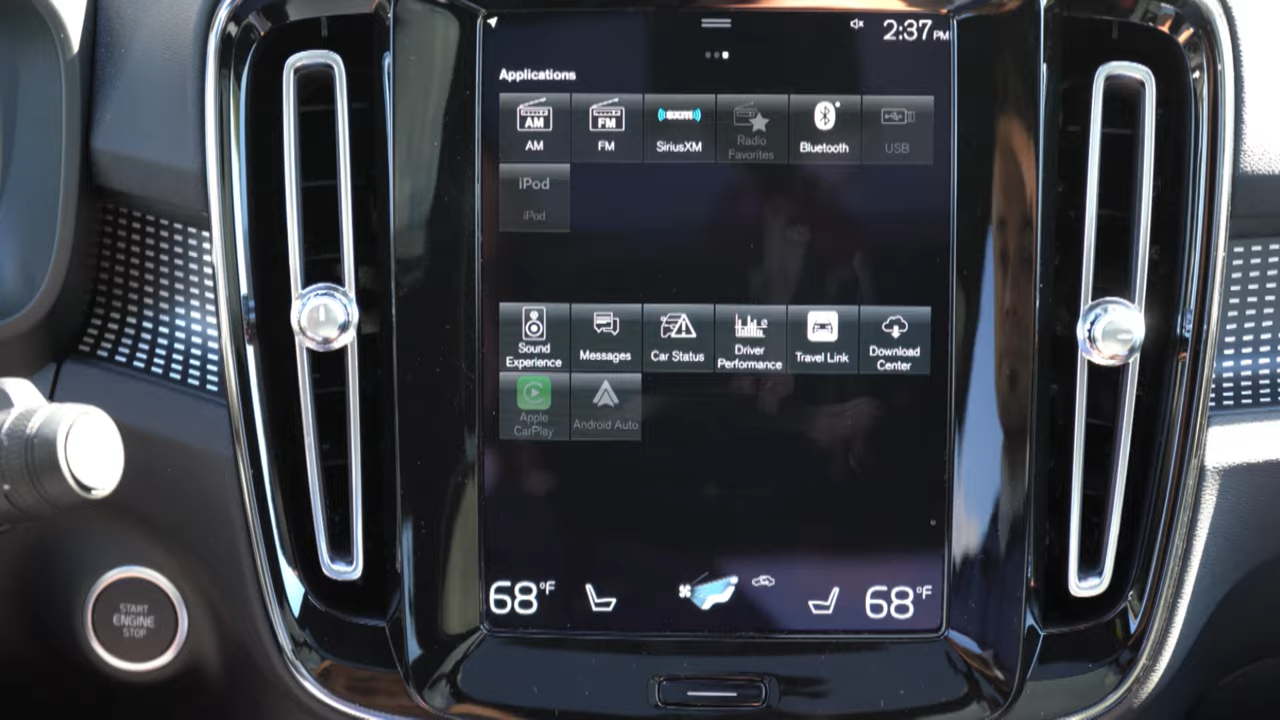 2:37 PM
Applications
AM
FM
SXM
AM
FM
SiriusXM
Radio
Favorites
Bluetooth
USB
iPod
iPod
Sound
Experience
Messages
Car Status
Driver
Performance
Travel Link
Download
Center
Apple
CarPlay
Android Auto
68°F
68°F
START
ENGINE
STOP